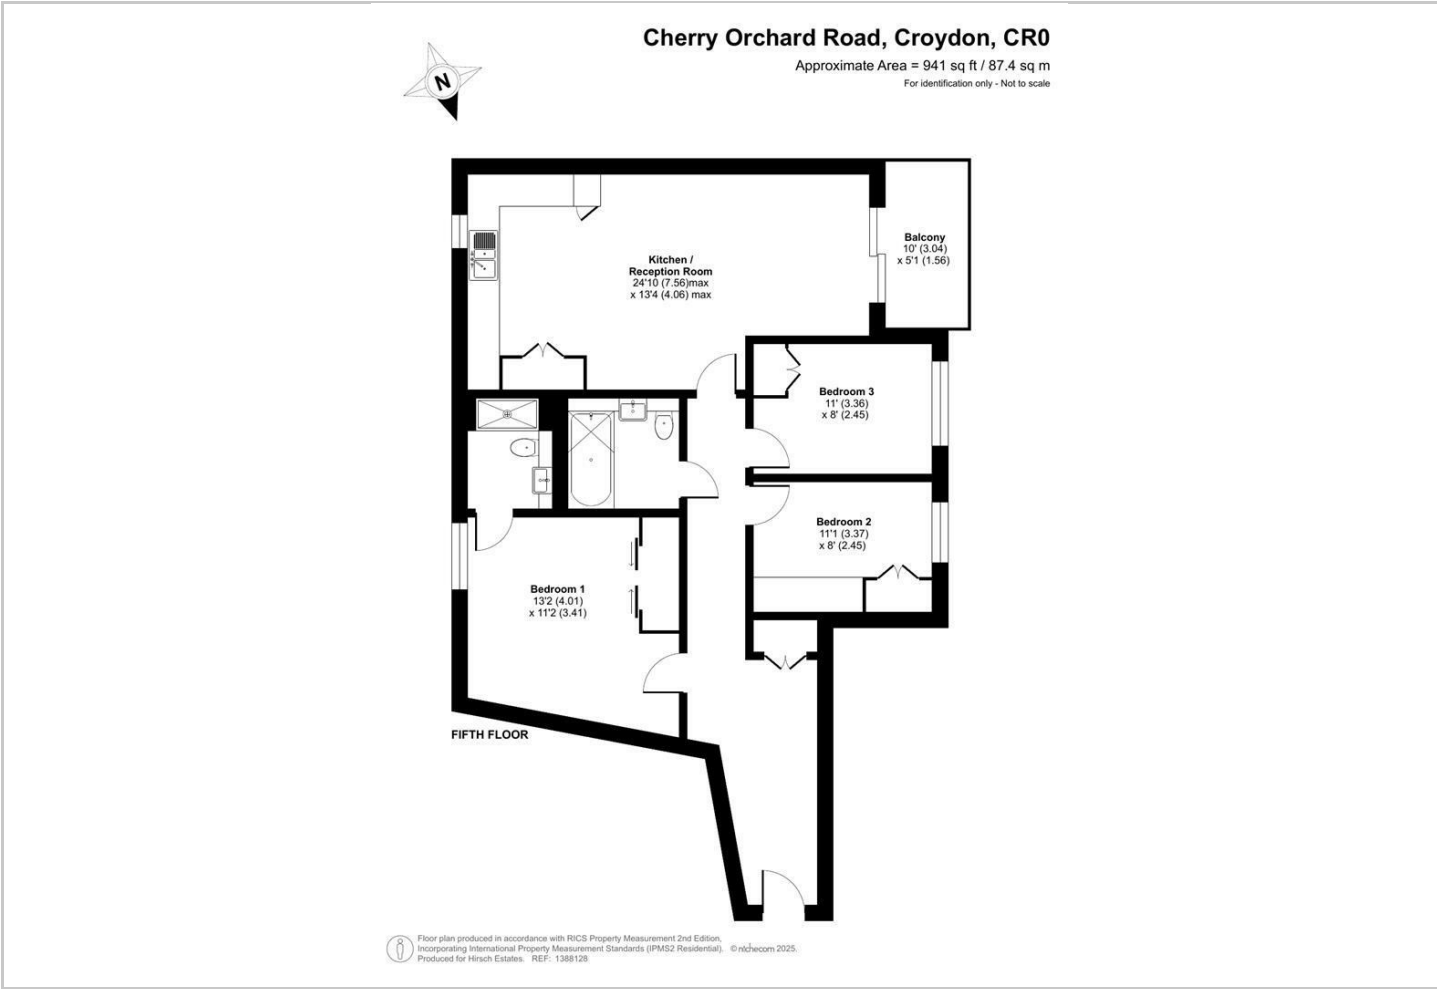 Cherry Orchard Road, Croydon, CR0
Approximate Area = 941 sq ft / 87.4 sq m
For identification only - Not to scale
N
Balcony
10' (3.04)
x 5'1 (1.56)
Kitchen /
Reception Room
24'10 (7.56)max
x 13'4 (4.06) max
Bedroom 3
11' (3.36)
x 8' (2.45)
Bedroom 2
11'1 (3.37)
x 8' (2.45)
Bedroom 1
13'2 (4.01)
x 11'2 (3.41)
FIFTH FLOOR
Floor plan produced in accordance with RICS Property Measurement 2nd Edition,
Incorporating International Property Measurement Standards (IPMS2 Residential). © nichecom 2025.
Produced for Hirsch Estates. REF: 1388128